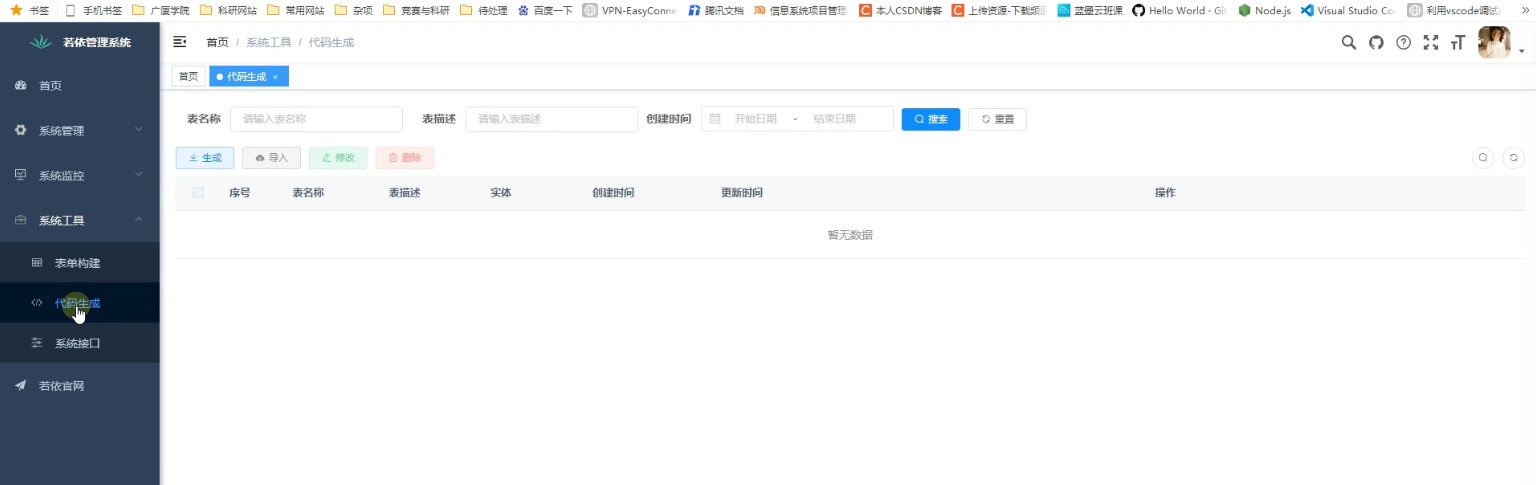 书签 手机书签 广厦学院 科研网站 常用网站 杂项 竞赛与科研 待处理 百度一下 VPN-EasyConne 腾讯文档 信息系统项目管理 本人CSDN博客 上传资源-下载频道 蓝墨云班课 Hello World · Git Node.js Visual Studio Co 利用vscode调试 »
若依管理系统
首页 / 系统工具 / 代码生成
首页
代码生成 ×
首页
系统管理
系统监控
系统工具
表单构建
代码生成
系统接口
若依官网
表名称 请输入表名称 表描述 请输入表描述 创建时间 开始日期 - 结束日期 搜索 重置
生成 导入 修改 删除
序号 表名称 表描述 实体 创建时间 更新时间 操作
暂无数据